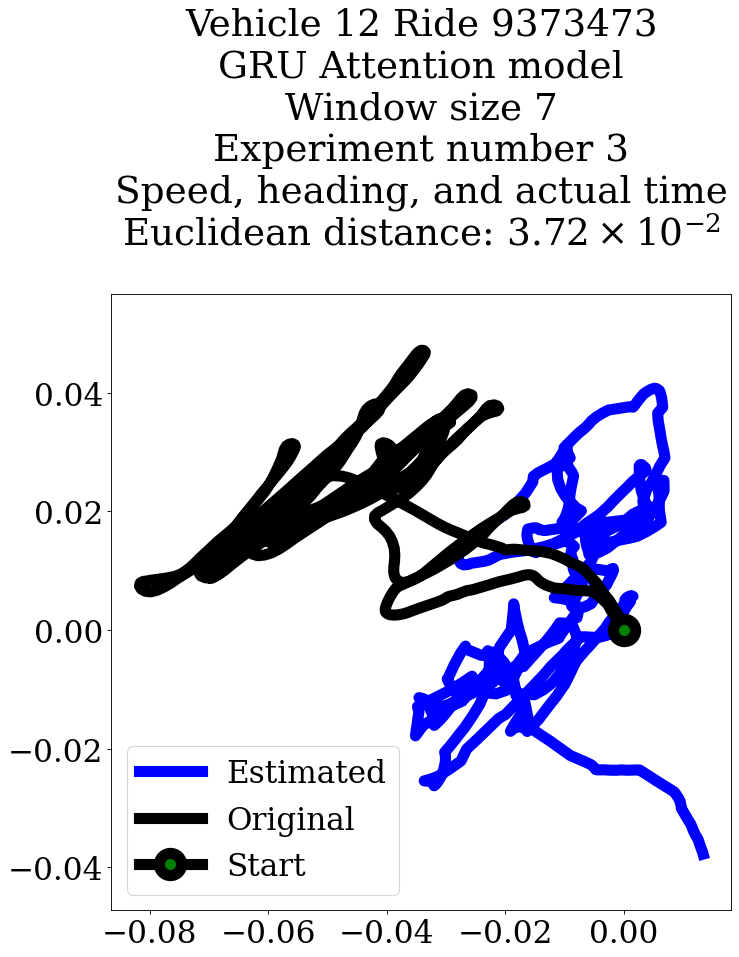 Vehicle 12 Ride 9373473
GRU Attention model
Window size 7
Experiment number 3
Speed, heading, and actual time
Euclidean distance: 3.72 × 10⁻²
0.04
0.02
0.00
−0.02
−0.04
Estimated
Original
Start
−0.08 −0.06 −0.04 −0.02 0.00